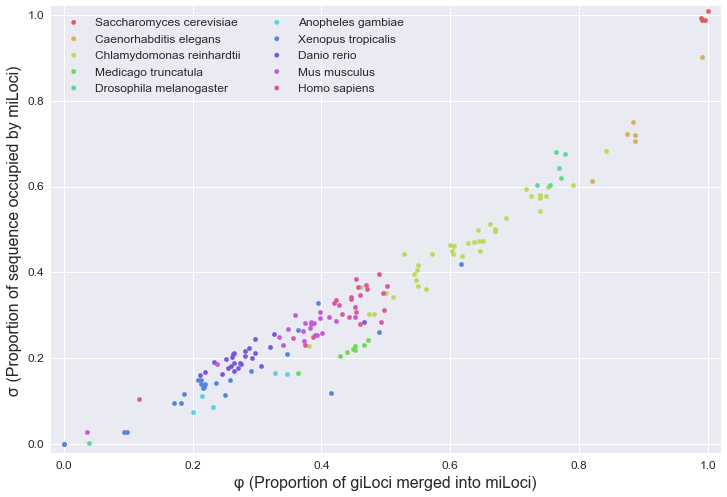 1.0
0.8
0.6
0.4
0.2
0.0
σ (Proportion of sequence occupied by miLoci)
Saccharomyces cerevisiae
Caenorhabditis elegans
Chlamydomonas reinhardtii
Medicago truncatula
Drosophila melanogaster
Anopheles gambiae
Xenopus tropicalis
Danio rerio
Mus musculus
Homo sapiens
0.0 0.2 0.4 0.6 0.8 1.0
φ (Proportion of giLoci merged into miLoci)